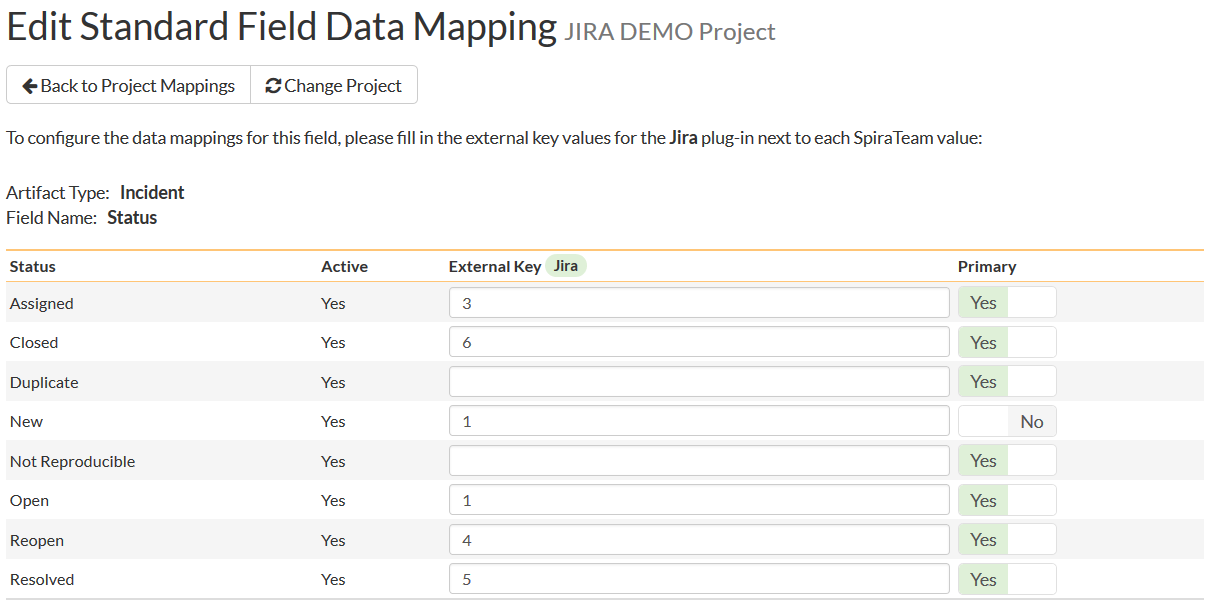 Edit Standard Field Data Mapping JIRA DEMO Project
Back to Project Mappings Change Project
To configure the data mappings for this field, please fill in the external key values for the Jira plug-in next to each SpiraTeam value:
Artifact Type: Incident
Field Name: Status
Status Active External Key Jira Primary
Assigned Yes 3 Yes
Closed Yes 6 Yes
Duplicate Yes Yes
New Yes 1 No
Not Reproducible Yes Yes
Open Yes 1 Yes
Reopen Yes 4 Yes
Resolved Yes 5 Yes